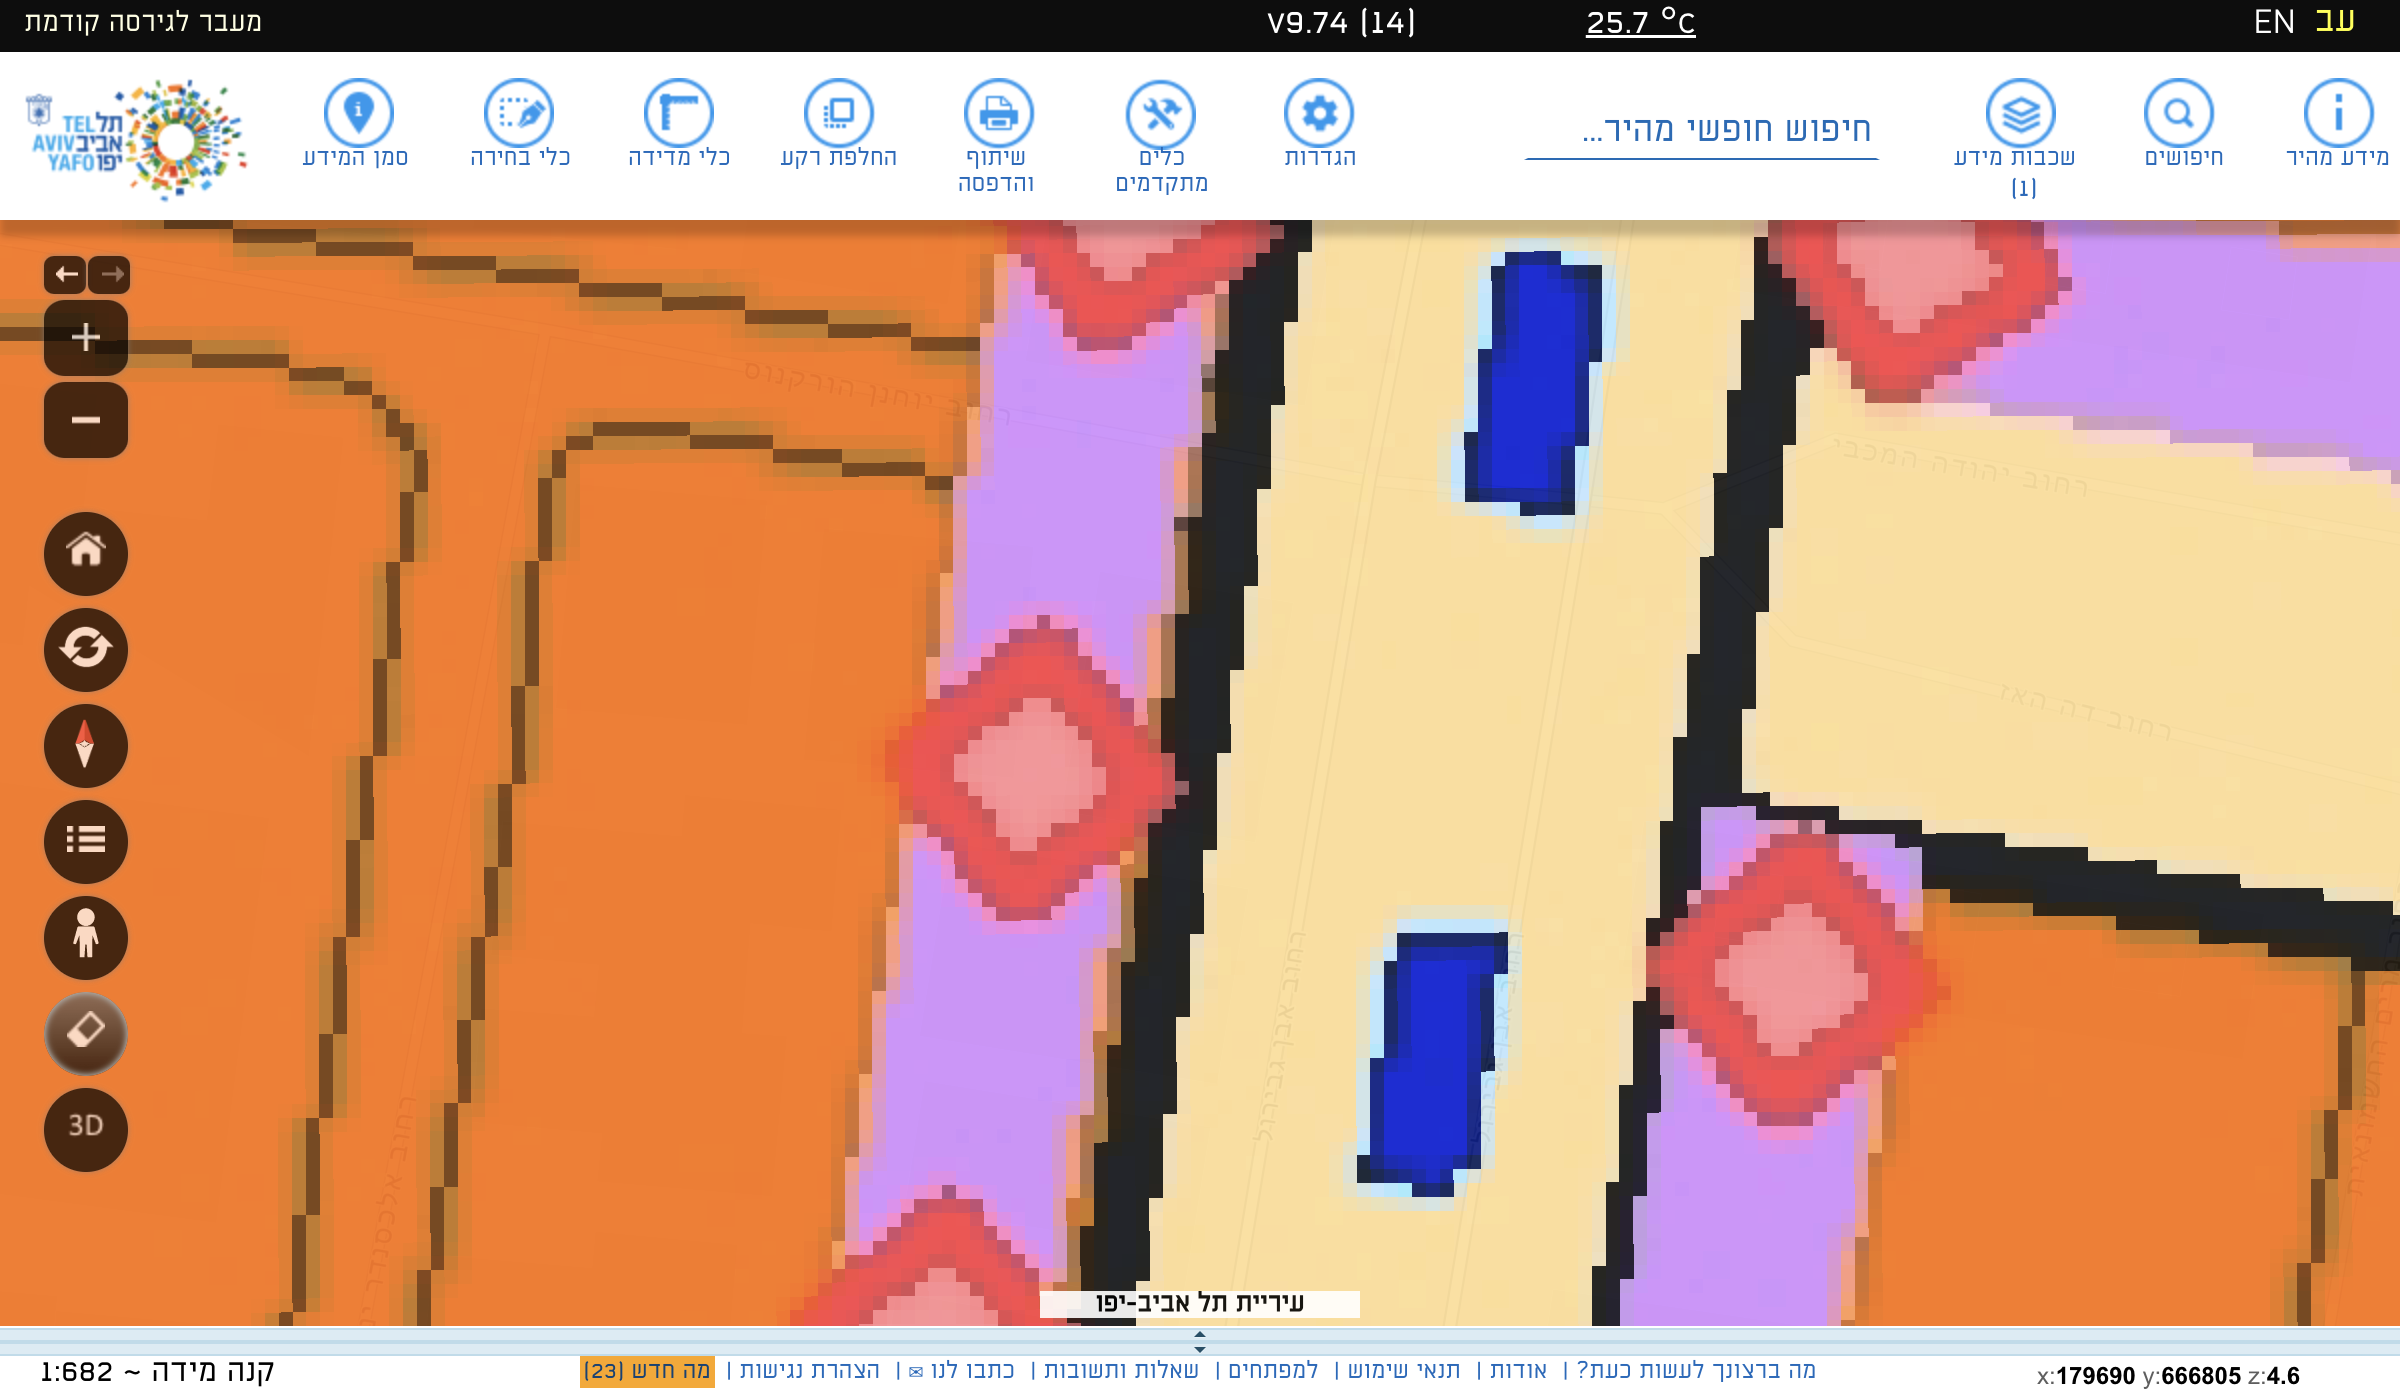 מעבר לגירסה קודמת
V9.74 (14)
25.7 °C
EN עב
TEL AVIV YAFO
תל אביב יפו
סמן המידע
כלי בחירה
כלי מדידה
החלפת רקע
שיתוף והדפסה
כלים מתקדמים
הגדרות
חיפוש חופשי מהיר...
שכבות מידע (1)
חיפושים
מידע מהיר
רחוב יוחנן הורקנוס
רחוב יהודה המכבי
רחוב דה האז
רחוב אבן גבירול
רחוב אבן גבירול
3D
עיריית תל אביב-יפו
קנה מידה ~ 1:682
מה ברצונך לעשות כעת? | אודות | תנאי שימוש | למפתחים | שאלות ותשובות | כתבו לנו ✉ | הצהרת נגישות | מה חדש (23)
x:179690 y:666805 z:4.6